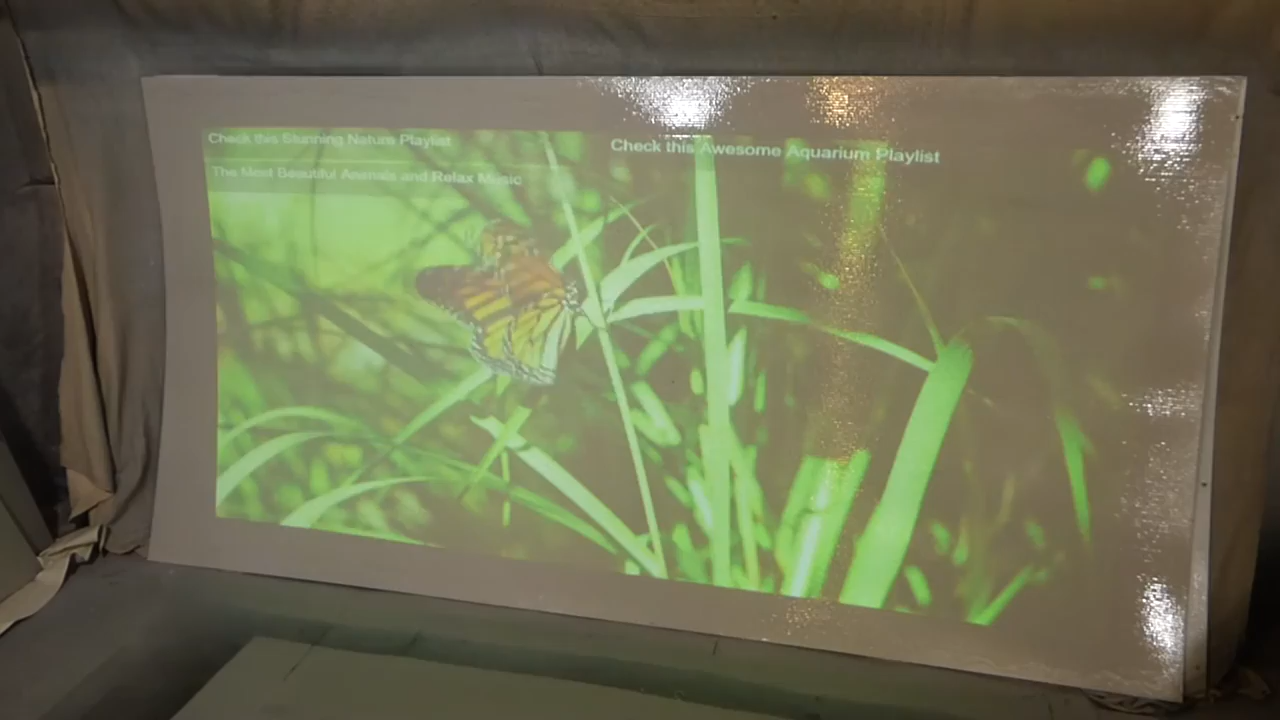 Check this Stunning Nature Playlist
Check this Awesome Aquarium Playlist
The Most Beautiful Animals and Relax Music